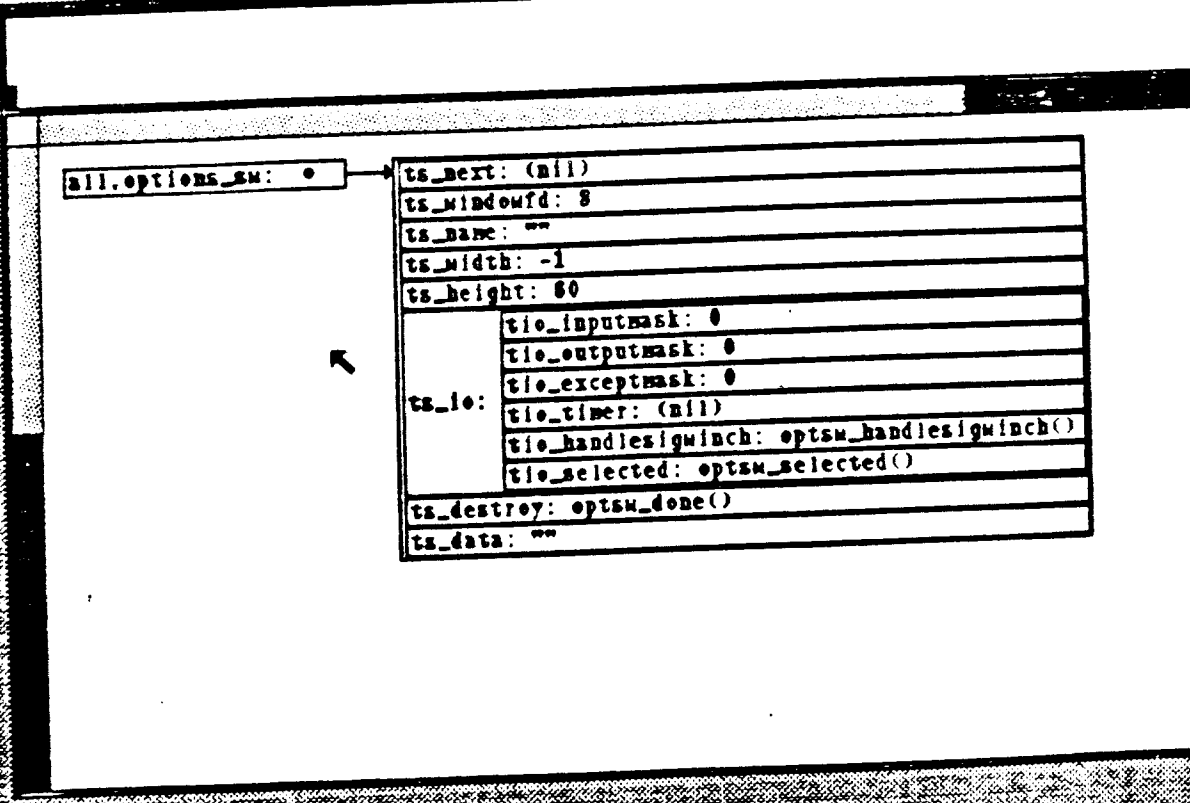 all.options_sw:
ts_next: (nil)
ts_windowfd: 8
ts_name: ""
ts_width: -1
ts_height: 60
ts_io:
tio_inputmask: 0
tio_outputmask: 0
tio_exceptmask: 0
tio_timer: (nil)
tio_handlesigwinch: optsw_handlesigwinch()
tio_selected: optsw_selected()
ts_destroy: optsw_done()
ts_data: ""